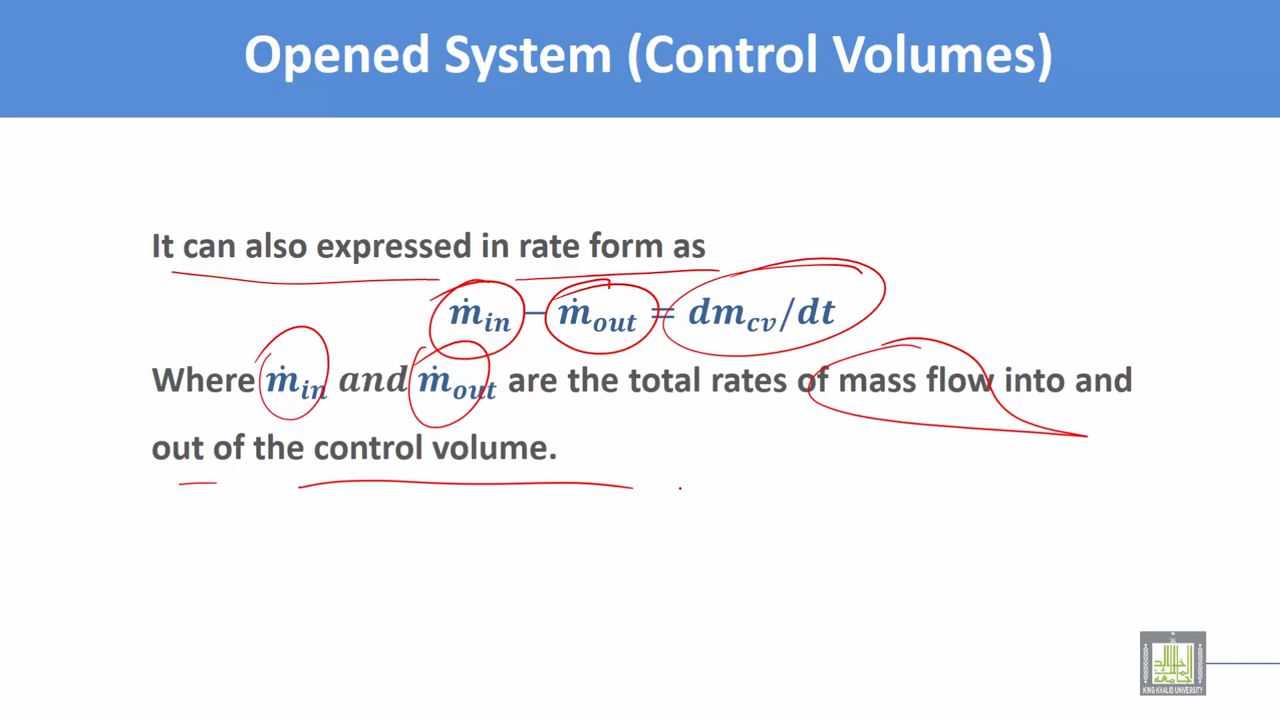 Opened System (Control Volumes)
It can also expressed in rate form as
ṁ_in − ṁ_out = dm_cv/dt
Where ṁ_in and ṁ_out are the total rates of mass flow into and
out of the control volume.
KING KHALID UNIVERSITY